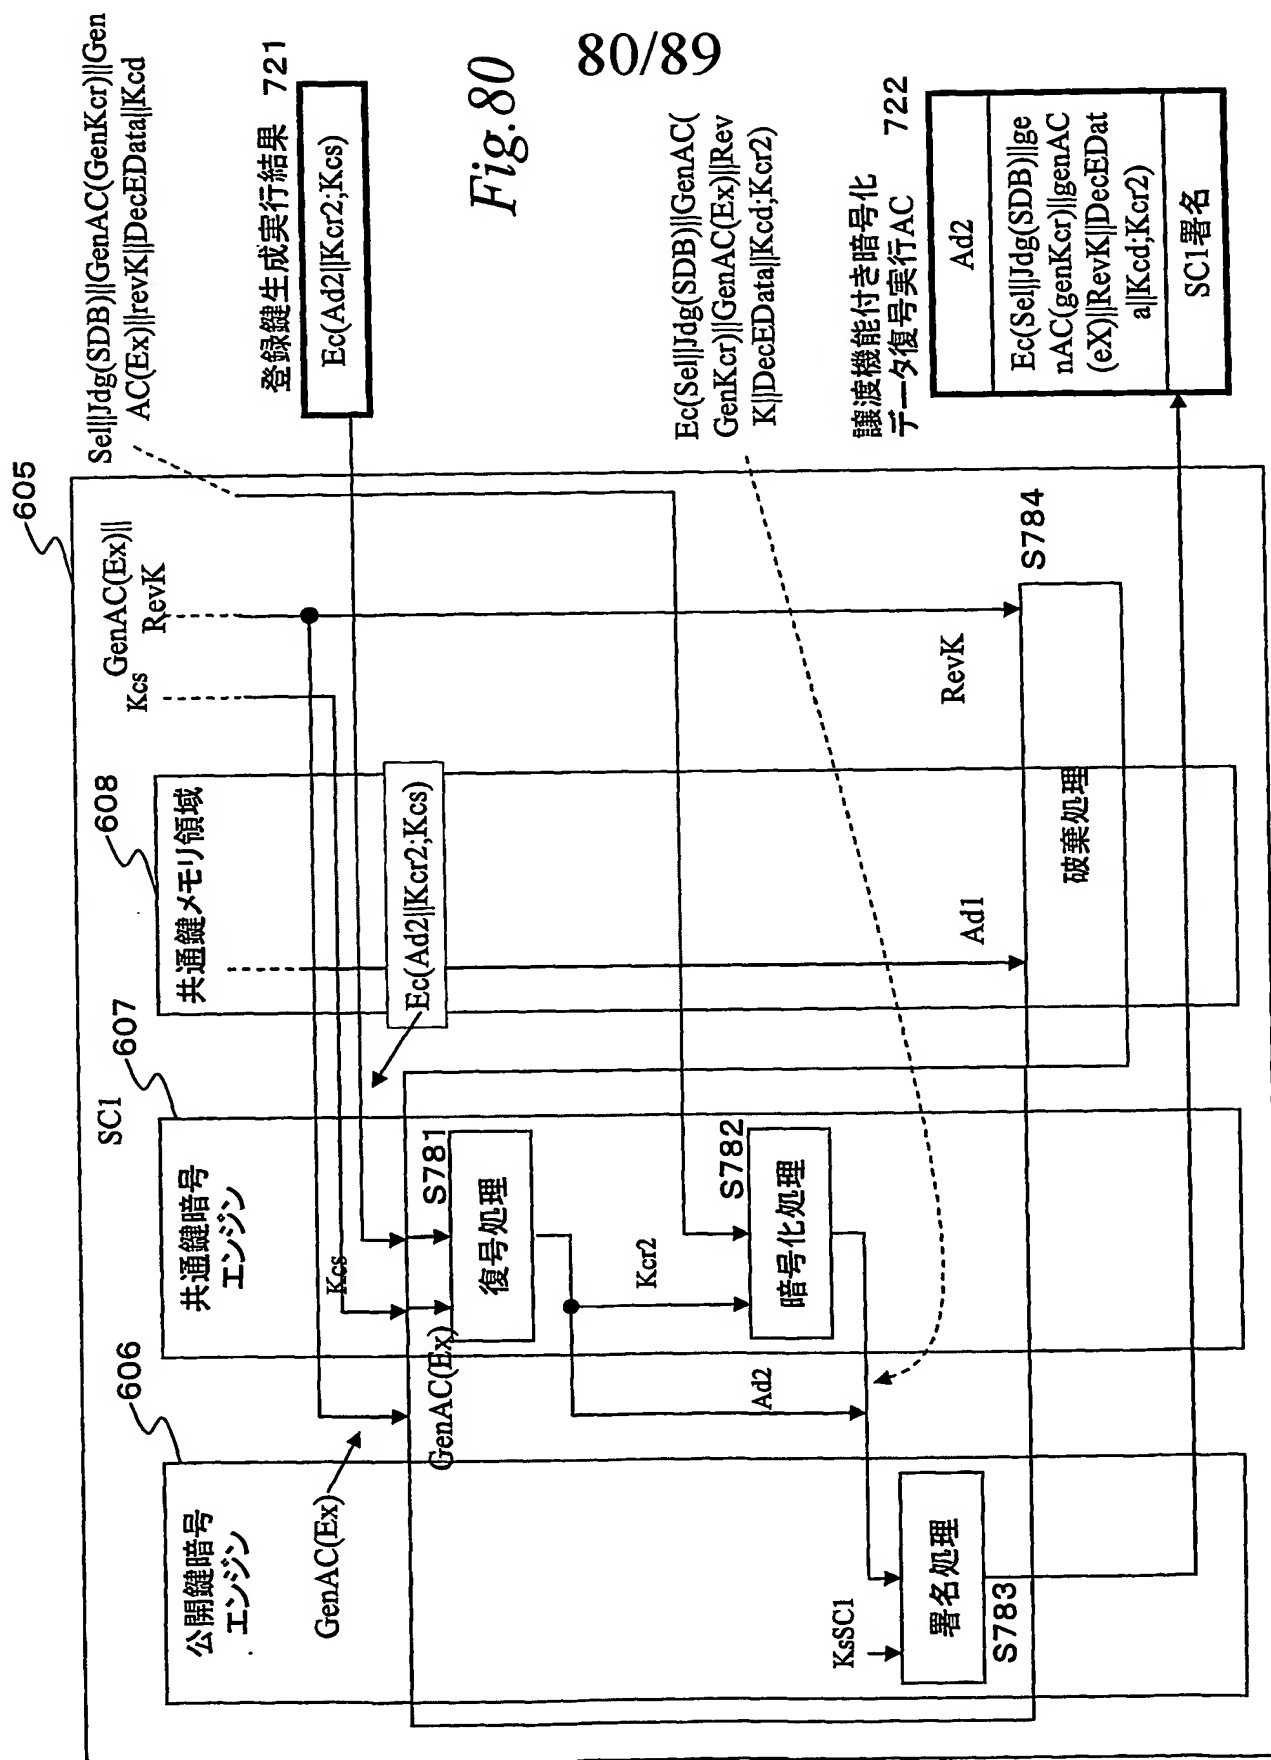 80/89
Fig.80
Sel||Jdg(SDB)||GenAC(GenKcr)||Gen
AC(Ex)||revK||DecEData||Kcd
登録鍵生成実行結果 721
Ec(Ad2||Kcr2;Kcs)
Ec(Sel||Jdg(SDB)||GenAC(
GenKcr)||GenAC(Ex)||Rev
K||DecEData||Kcd;Kcr2)
譲渡機能付き暗号化
データ復号実行AC
722
Ad2
Ec(Sel||Jdg(SDB)||ge
nAC(genKcr)||genAC
(eX)||RevK||DecEDat
a||Kcd;Kcr2)
SC1署名
605
GenAC(Ex)||
RevK
Kcs
608
共通鍵メモリ領域
Ec(Ad2||Kcr2;Kcs)
RevK
S784
Ad1
破棄処理
SC1
607
共通鍵暗号
エンジン
Kcs
S781
復号処理
Kcr2
S782
暗号化処理
606
公開鍵暗号
エンジン
GenAC(Ex)
GenAC(Ex)
Ad2
KsSC1
署名処理
S783